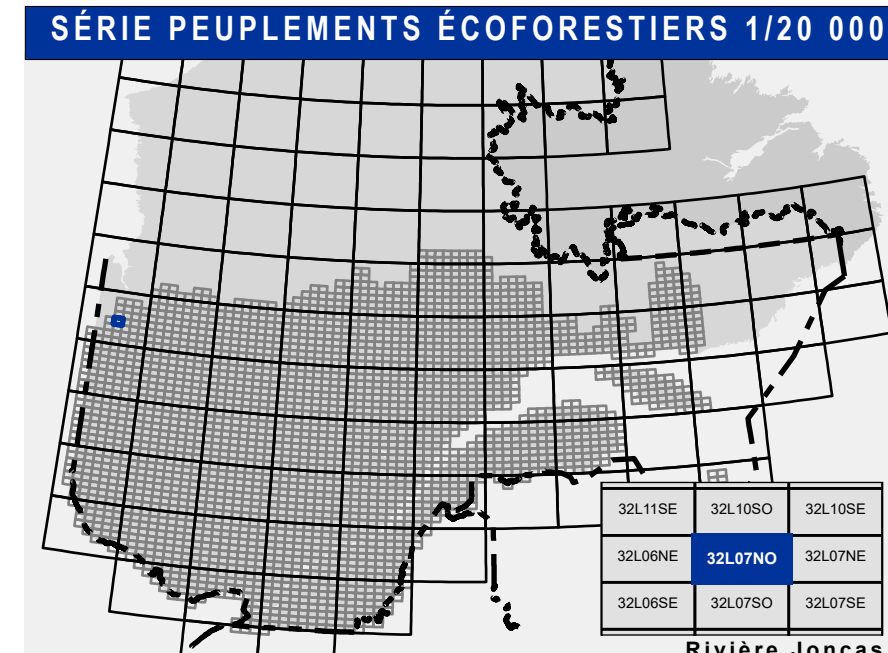 SÉRIE PEUPLEMENTS ÉCOFORESTIERS 1/20 000
32L11SE 32L10SO 32L10SE
32L06NE 32L07NO 32L07NE
32L06SE 32L07SO 32L07SE
Rivière Joncas